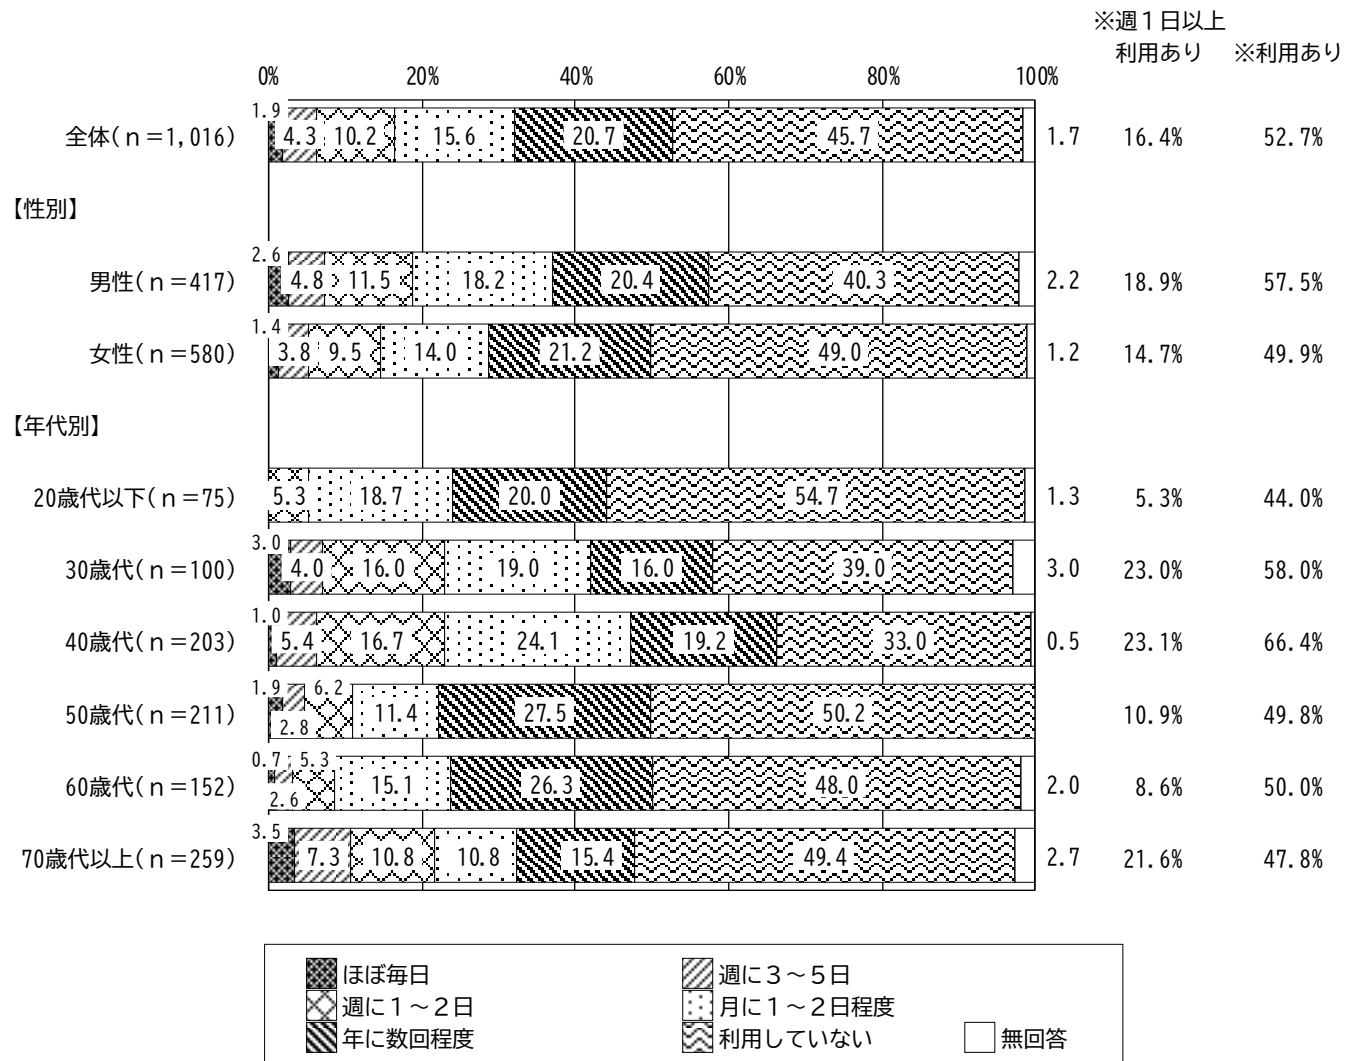 ※週１日以上
利用あり ※利用あり
0% 20% 40% 60% 80% 100%
全体(ｎ=1,016) 1.9 4.3 10.2 15.6 20.7 45.7 1.7 16.4% 52.7%
【性別】
男性(ｎ=417) 2.6 4.8 11.5 18.2 20.4 40.3 2.2 18.9% 57.5%
女性(ｎ=580) 1.4 3.8 9.5 14.0 21.2 49.0 1.2 14.7% 49.9%
【年代別】
20歳代以下(ｎ=75) 5.3 18.7 20.0 54.7 1.3 5.3% 44.0%
30歳代(ｎ=100) 3.0 4.0 16.0 19.0 16.0 39.0 3.0 23.0% 58.0%
40歳代(ｎ=203) 1.0 5.4 16.7 24.1 19.2 33.0 0.5 23.1% 66.4%
50歳代(ｎ=211) 1.9 2.8 6.2 11.4 27.5 50.2 10.9% 49.8%
60歳代(ｎ=152) 0.7 2.6 5.3 15.1 26.3 48.0 2.0 8.6% 50.0%
70歳代以上(ｎ=259) 3.5 7.3 10.8 10.8 15.4 49.4 2.7 21.6% 47.8%
ほぼ毎日 週に３～５日
週に１～２日 月に１～２日程度
年に数回程度 利用していない 無回答